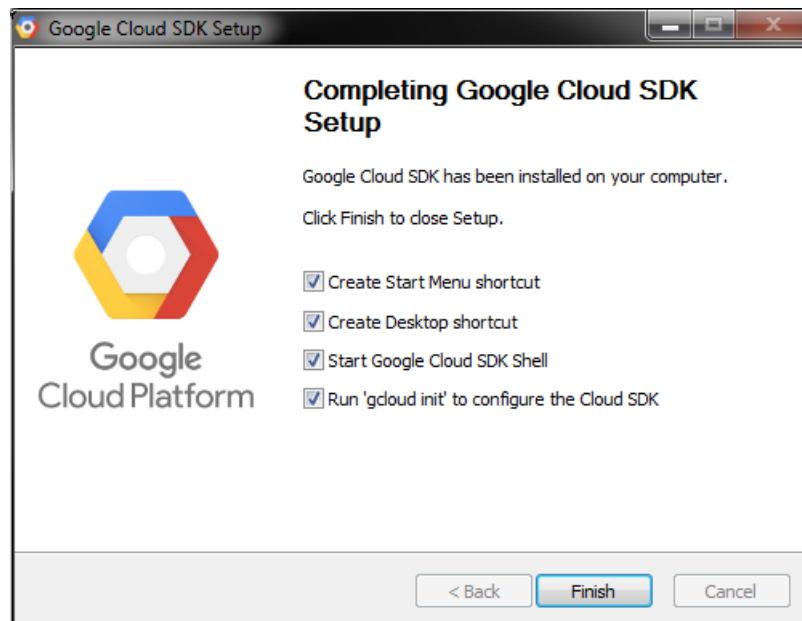 Google Cloud SDK Setup
Completing Google Cloud SDK
Setup
Google Cloud SDK has been installed on your computer.
Click Finish to close Setup.
Create Start Menu shortcut
Create Desktop shortcut
Start Google Cloud SDK Shell
Run 'gcloud init' to configure the Cloud SDK
Google
Cloud Platform
< Back
Finish
Cancel